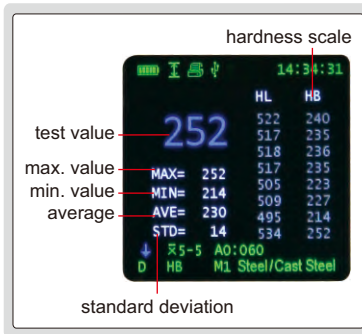 hardness scale
14:34:31
HL HB
522 240
517 235
518 236
517 235
505 223
509 227
495 214
534 252
test value
252
max. value
MAX= 252
min. value
MIN= 214
average
AVE= 230
STD= 14
x̅5-5 A0:060
D HB M1 Steel/Cast Steel
standard deviation